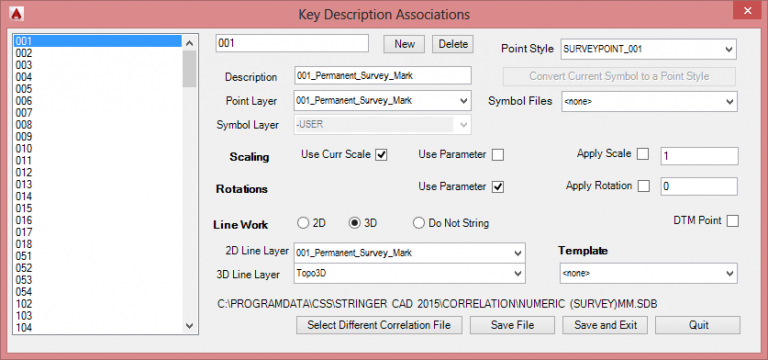 Key Description Associations
001
002
003
004
005
006
007
008
009
010
011
012
013
014
015
016
017
018
051
052
053
054
102
103
104
001
New
Delete
Point Style
SURVEYPOINT_001
Description
001_Permanent_Survey_Mark
Convert Current Symbol to a Point Style
Point Layer
001_Permanent_Survey_Mark
Symbol Files
<none>
Symbol Layer
-USER
Scaling
Use Curr Scale
Use Parameter
Apply Scale
1
Rotations
Use Parameter
Apply Rotation
0
Line Work
2D
3D
Do Not String
DTM Point
2D Line Layer
001_Permanent_Survey_Mark
Template
3D Line Layer
Topo3D
<none>
C:\PROGRAMDATA\CSS\STRINGER CAD 2015\CORRELATION\NUMERIC (SURVEY)MM.SDB
Select Different Correlation File
Save File
Save and Exit
Quit